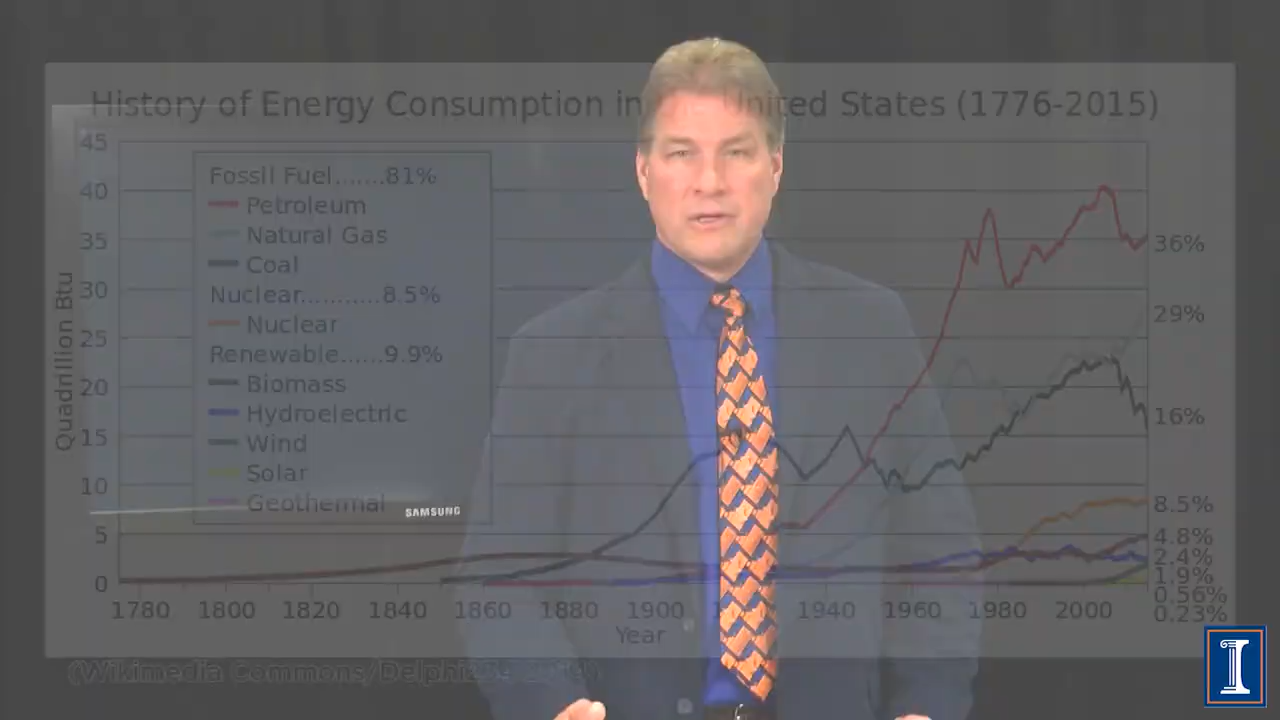 History of Energy Consumption in United States (1776-2015)
45
40
35
30
25
20
15
10
5
0
Quadrillion Btu
Fossil Fuel.......81%
Petroleum
Natural Gas
Coal
Nuclear...........8.5%
Nuclear
Renewable......9.9%
Biomass
Hydroelectric
Wind
Solar
Geothermal
SAMSUNG
36%
29%
16%
8.5%
4.8%
2.4%
1.9%
0.56%
0.23%
1780 1800 1820 1840 1860 1880 1900 1940 1960 1980 2000
Year
(Wikimedia Commons/
I